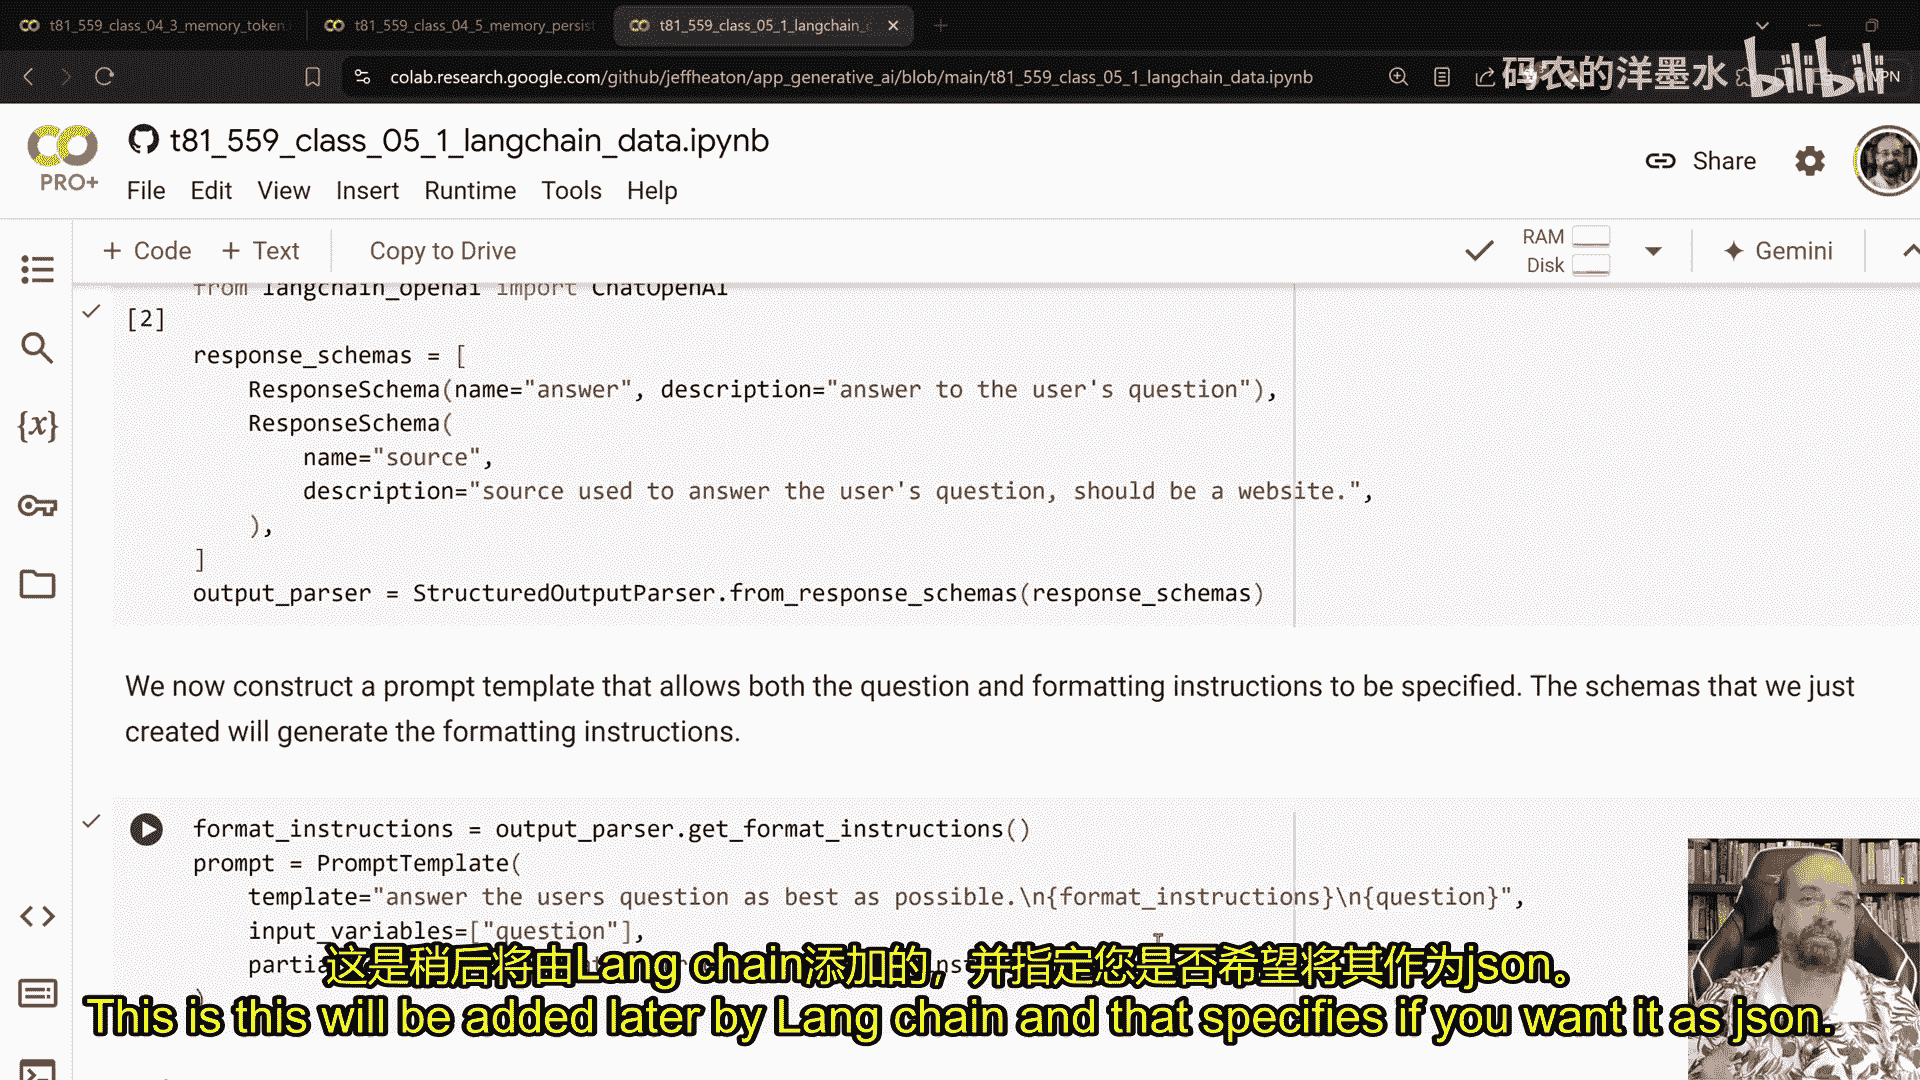 t81_559_class_04_3_memory_token
t81_559_class_04_5_memory_persist
t81_559_class_05_1_langchain_
colab.research.google.com/github/jeffheaton/app_generative_ai/blob/main/t81_559_class_05_1_langchain_data.ipynb
码农的洋墨水 bilibili
VPN
t81_559_class_05_1_langchain_data.ipynb
PRO+
File Edit View Insert Runtime Tools Help
Share
+ Code + Text Copy to Drive
RAM
Disk
Gemini
from langchain_openai import ChatOpenAI
[2]
response_schemas = [
ResponseSchema(name="answer", description="answer to the user's question"),
ResponseSchema(
name="source",
description="source used to answer the user's question, should be a website.",
),
]
output_parser = StructuredOutputParser.from_response_schemas(response_schemas)
We now construct a prompt template that allows both the question and formatting instructions to be specified. The schemas that we just
created will generate the formatting instructions.
format_instructions = output_parser.get_format_instructions()
prompt = PromptTemplate(
template="answer the users question as best as possible.\n{format_instructions}\n{question}",
input_variables=["question"],
)
这是稍后将由Lang chain添加的，并指定您是否希望将其作为json。
This is this will be added later by Lang chain and that specifies if you want it as json.